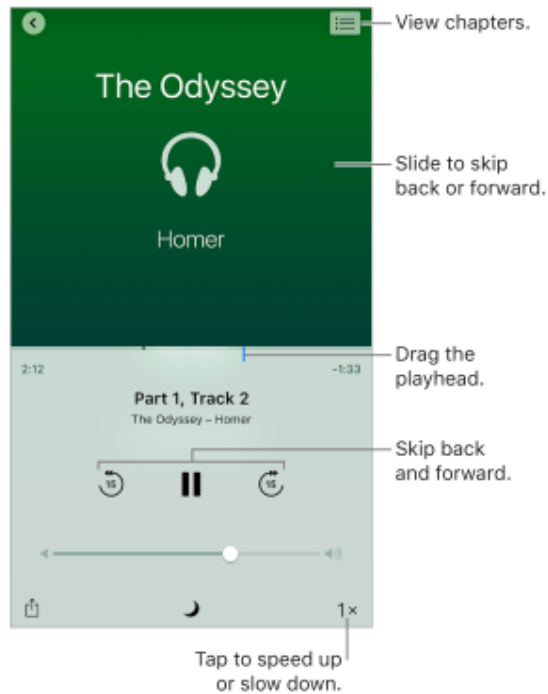 View chapters.
The Odyssey
Slide to skip
back or forward.
Homer
Drag the
playhead.
2:12
-1:33
Part 1, Track 2
The Odyssey – Homer
Skip back
and forward.
15
15
1×
Tap to speed up
or slow down.